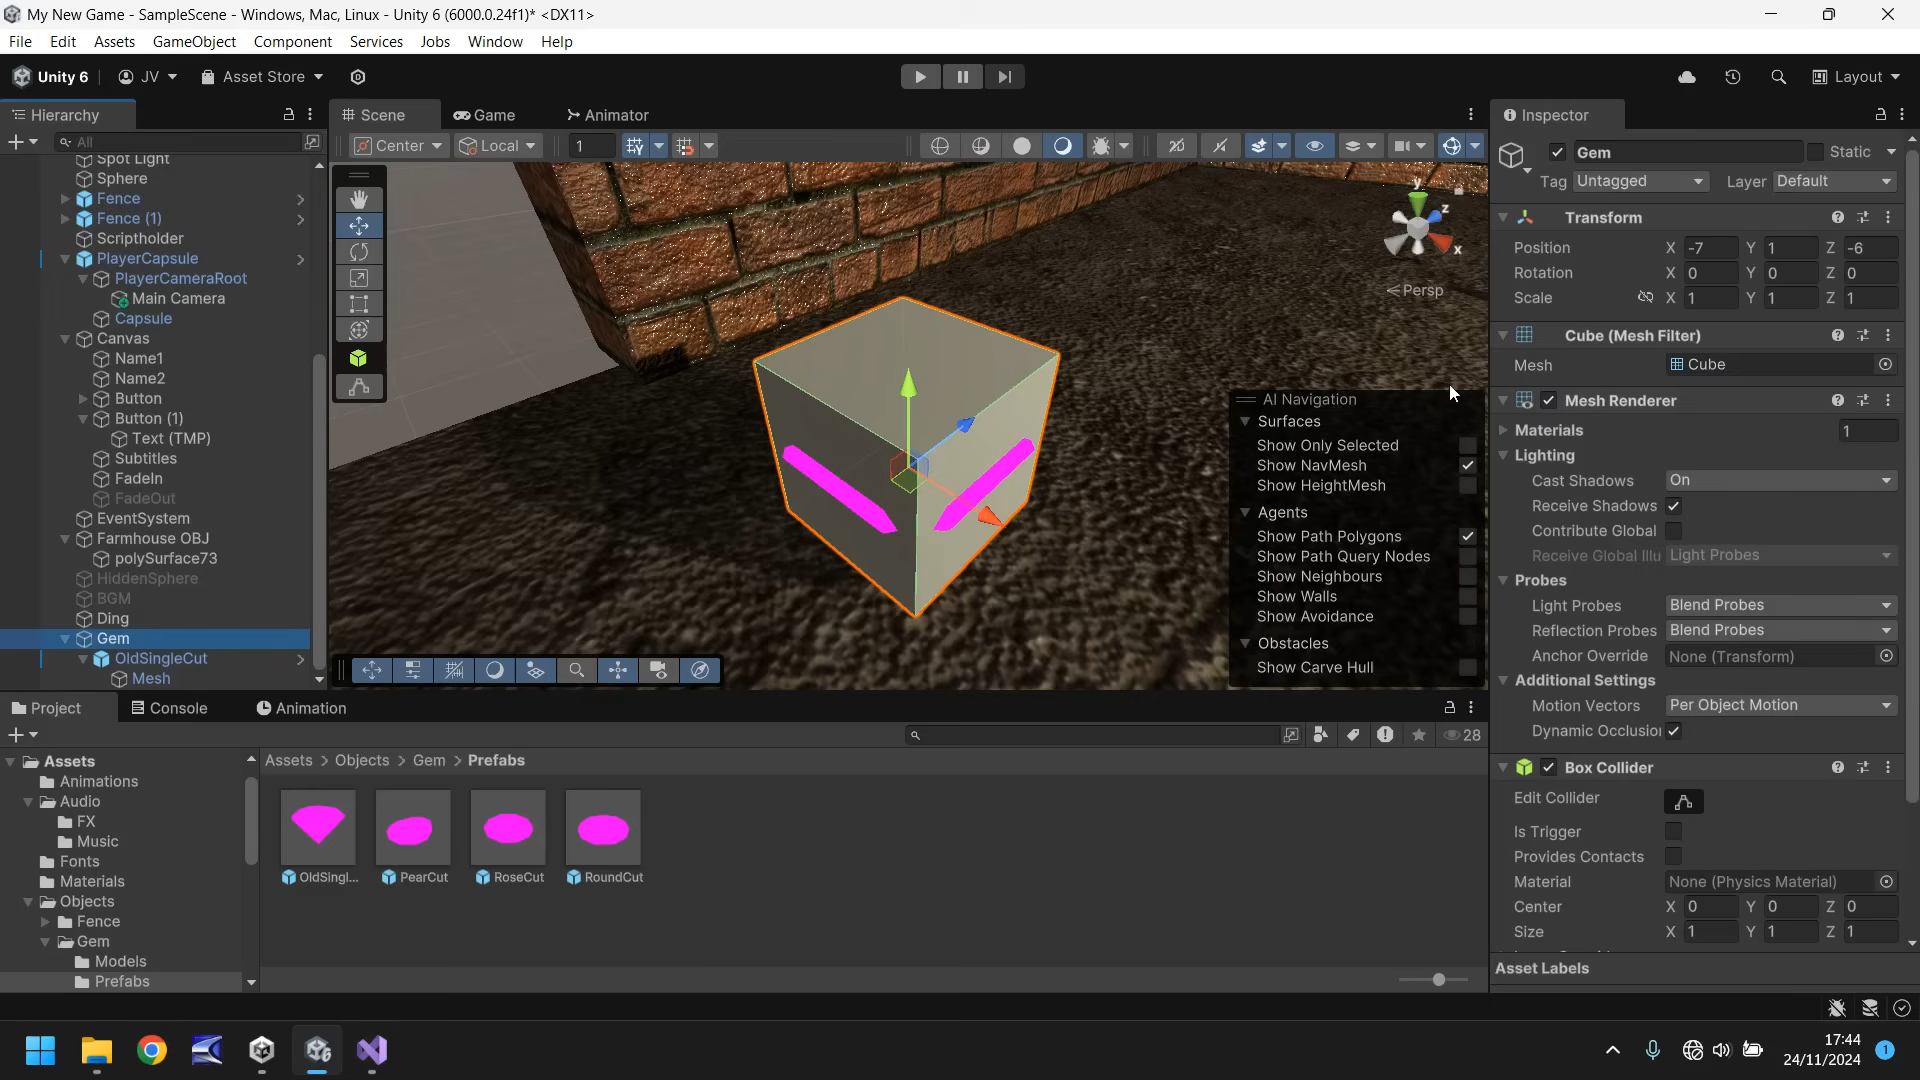 My New Game - SampleScene - Windows, Mac, Linux - Unity 6 (6000.0.24f1)* <DX11>
File Edit Assets GameObject Component Services Jobs Window Help
Unity 6 JV Asset Store Layout
Hierarchy
All
Spot Light
Sphere
Fence
Fence (1)
Scriptholder
PlayerCapsule
PlayerCameraRoot
Main Camera
Capsule
Canvas
Name1
Name2
Button
Button (1)
Text (TMP)
Subtitles
FadeIn
FadeOut
EventSystem
Farmhouse OBJ
polySurface73
HiddenSphere
BGM
Ding
Gem
OldSingleCut
Mesh
Scene Game Animator
Center Local 1
y
z
x
Persp
AI Navigation
Surfaces
Show Only Selected
Show NavMesh
Show HeightMesh
Agents
Show Path Polygons
Show Path Query Nodes
Show Neighbours
Show Walls
Show Avoidance
Obstacles
Show Carve Hull
Inspector
Gem Static
Tag Untagged Layer Default
Transform
Position X -7 Y 1 Z -6
Rotation X 0 Y 0 Z 0
Scale X 1 Y 1 Z 1
Cube (Mesh Filter)
Mesh Cube
Mesh Renderer
Materials 1
Lighting
Cast Shadows On
Receive Shadows
Contribute Global
Receive Global Illu Light Probes
Probes
Light Probes Blend Probes
Reflection Probes Blend Probes
Anchor Override None (Transform)
Additional Settings
Motion Vectors Per Object Motion
Dynamic Occlusio
Box Collider
Edit Collider
Is Trigger
Provides Contacts
Material None (Physics Material)
Center X 0 Y 0 Z 0
Size X 1 Y 1 Z 1
Asset Labels
Project Console Animation
28
Assets
Animations
Audio
FX
Music
Fonts
Materials
Objects
Fence
Gem
Models
Prefabs
Assets > Objects > Gem > Prefabs
OldSingl... PearCut RoseCut RoundCut
17:44
24/11/2024
1